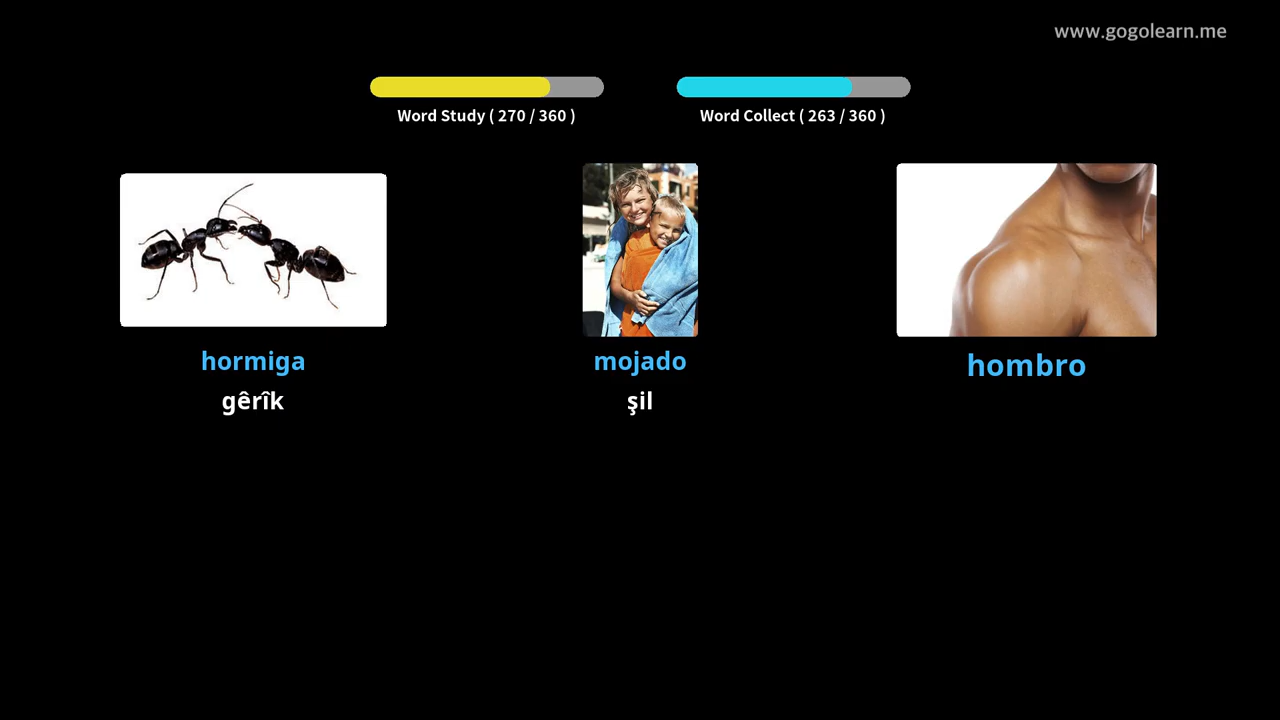 www.gogolearn.me
Word Study ( 270 / 360 )
Word Collect ( 263 / 360 )
hormiga
mojado
hombro
gêrîk
şil